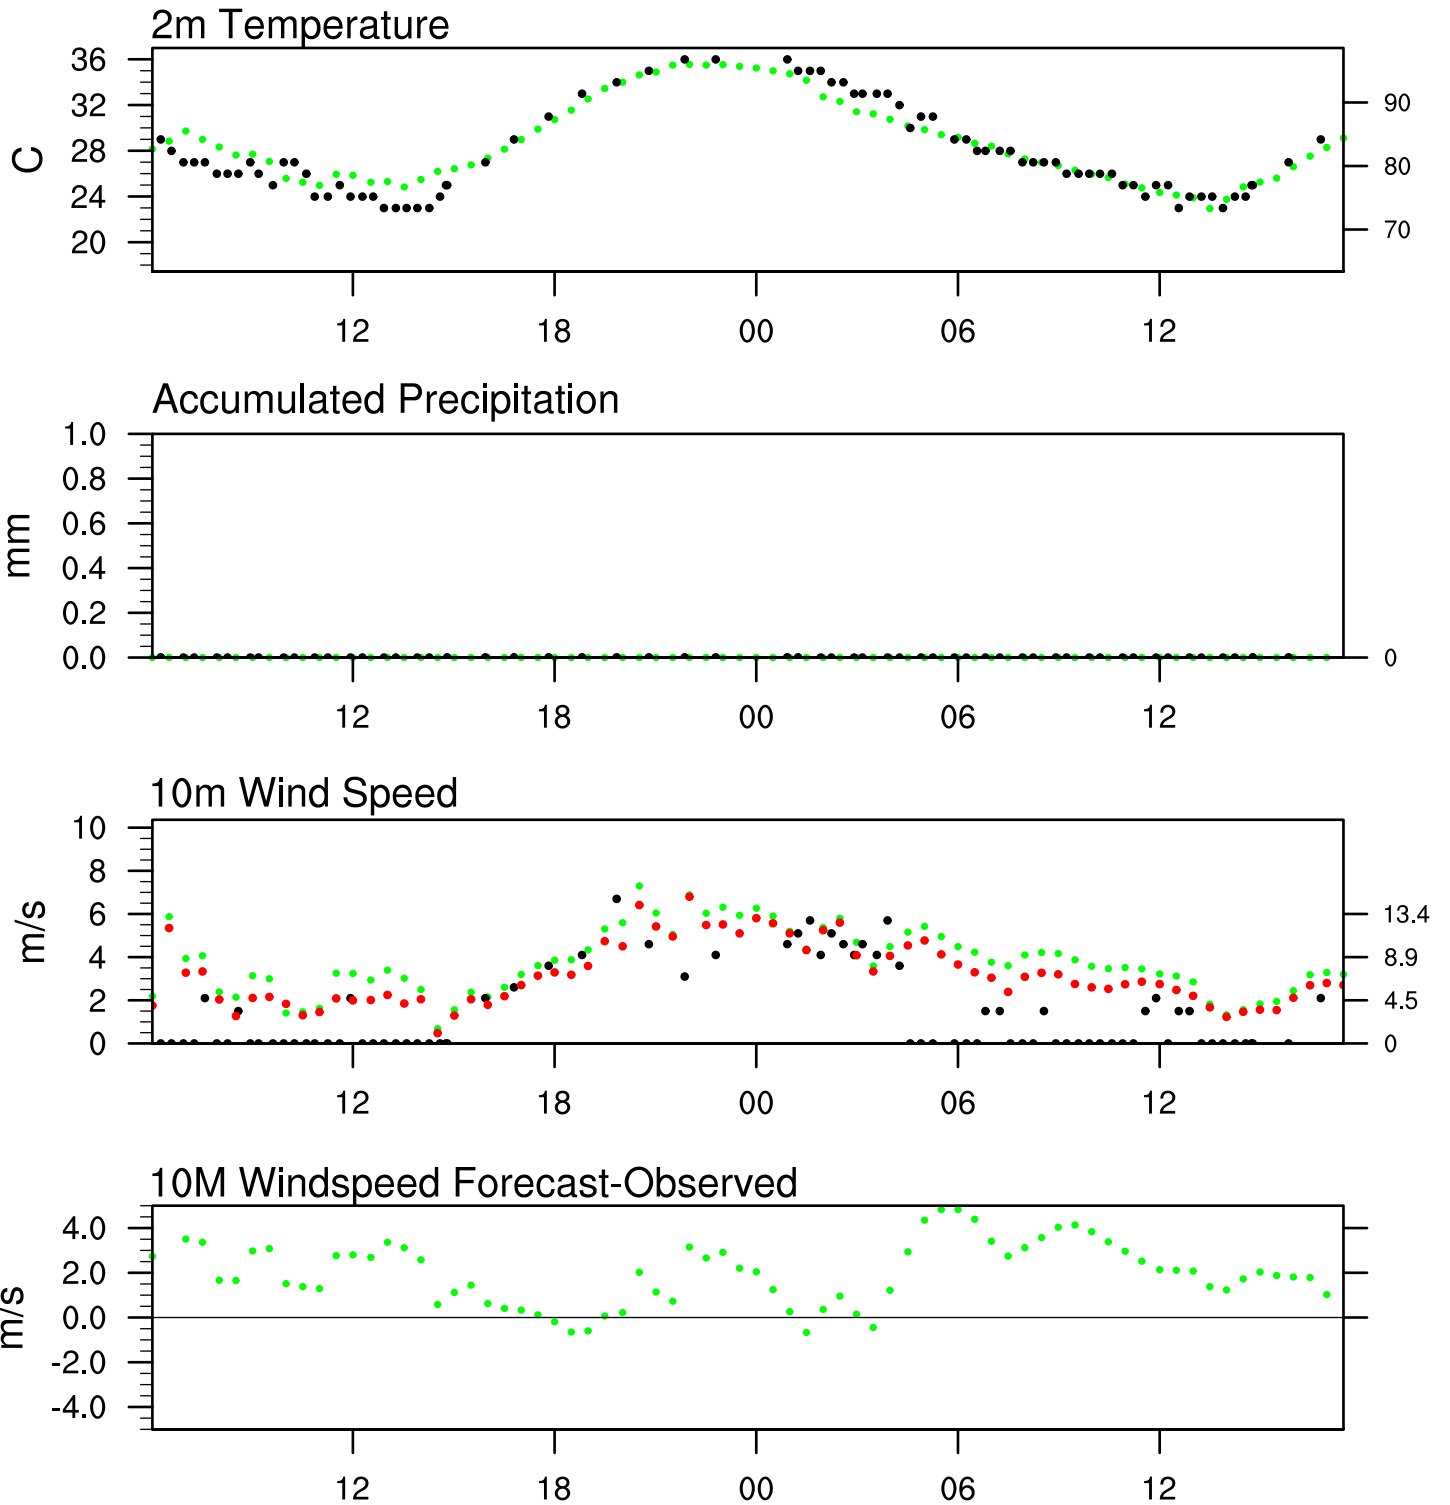 2m Temperature
36
32
28
24
20
C
90
80
70
12 18 00 06 12
Accumulated Precipitation
1.0
0.8
0.6
0.4
0.2
0.0
mm
0
12 18 00 06 12
10m Wind Speed
10
8
6
4
2
0
m/s
13.4
8.9
4.5
0
12 18 00 06 12
10M Windspeed Forecast-Observed
4.0
2.0
0.0
-2.0
-4.0
m/s
12 18 00 06 12